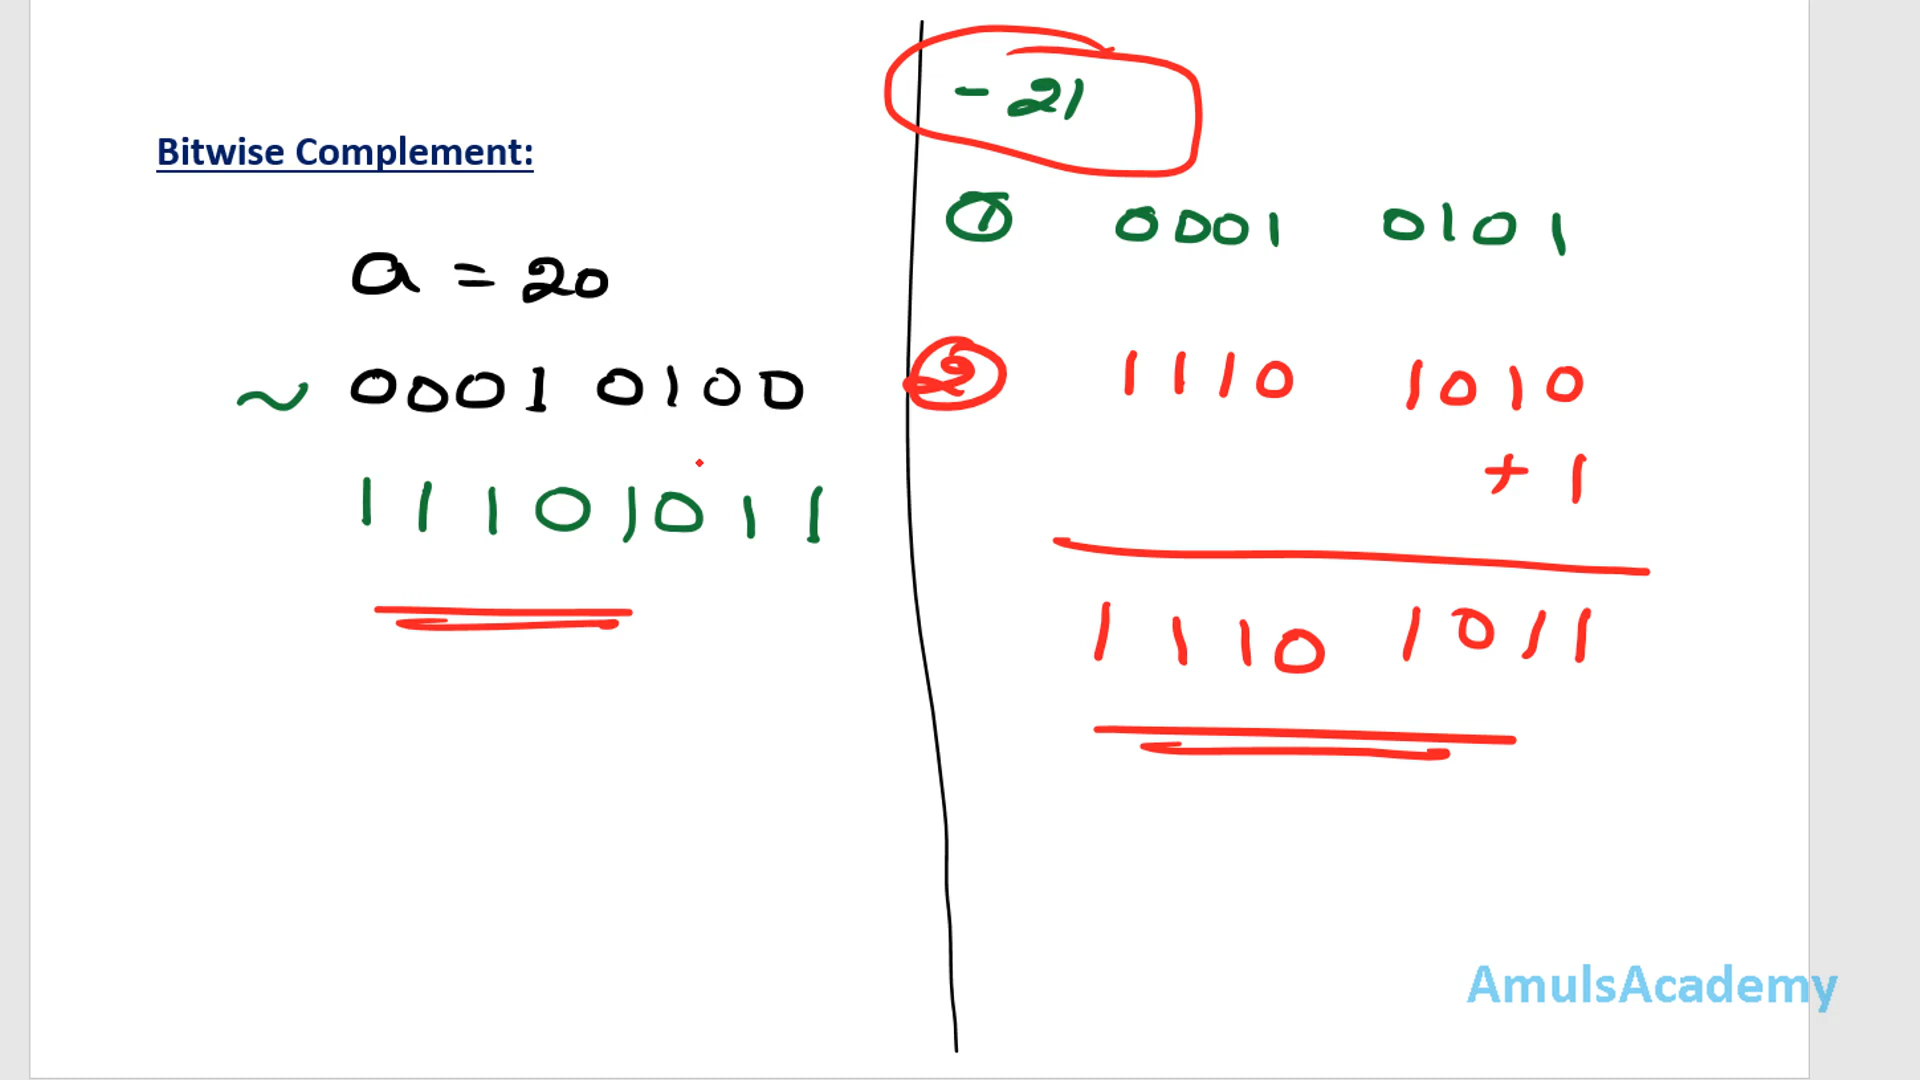 Bitwise Complement:
a = 20
~ 0001 0100
11101011
- 21
① 0001 0101
② 1110 1010
+ 1
1110 1011
AmulsAcademy